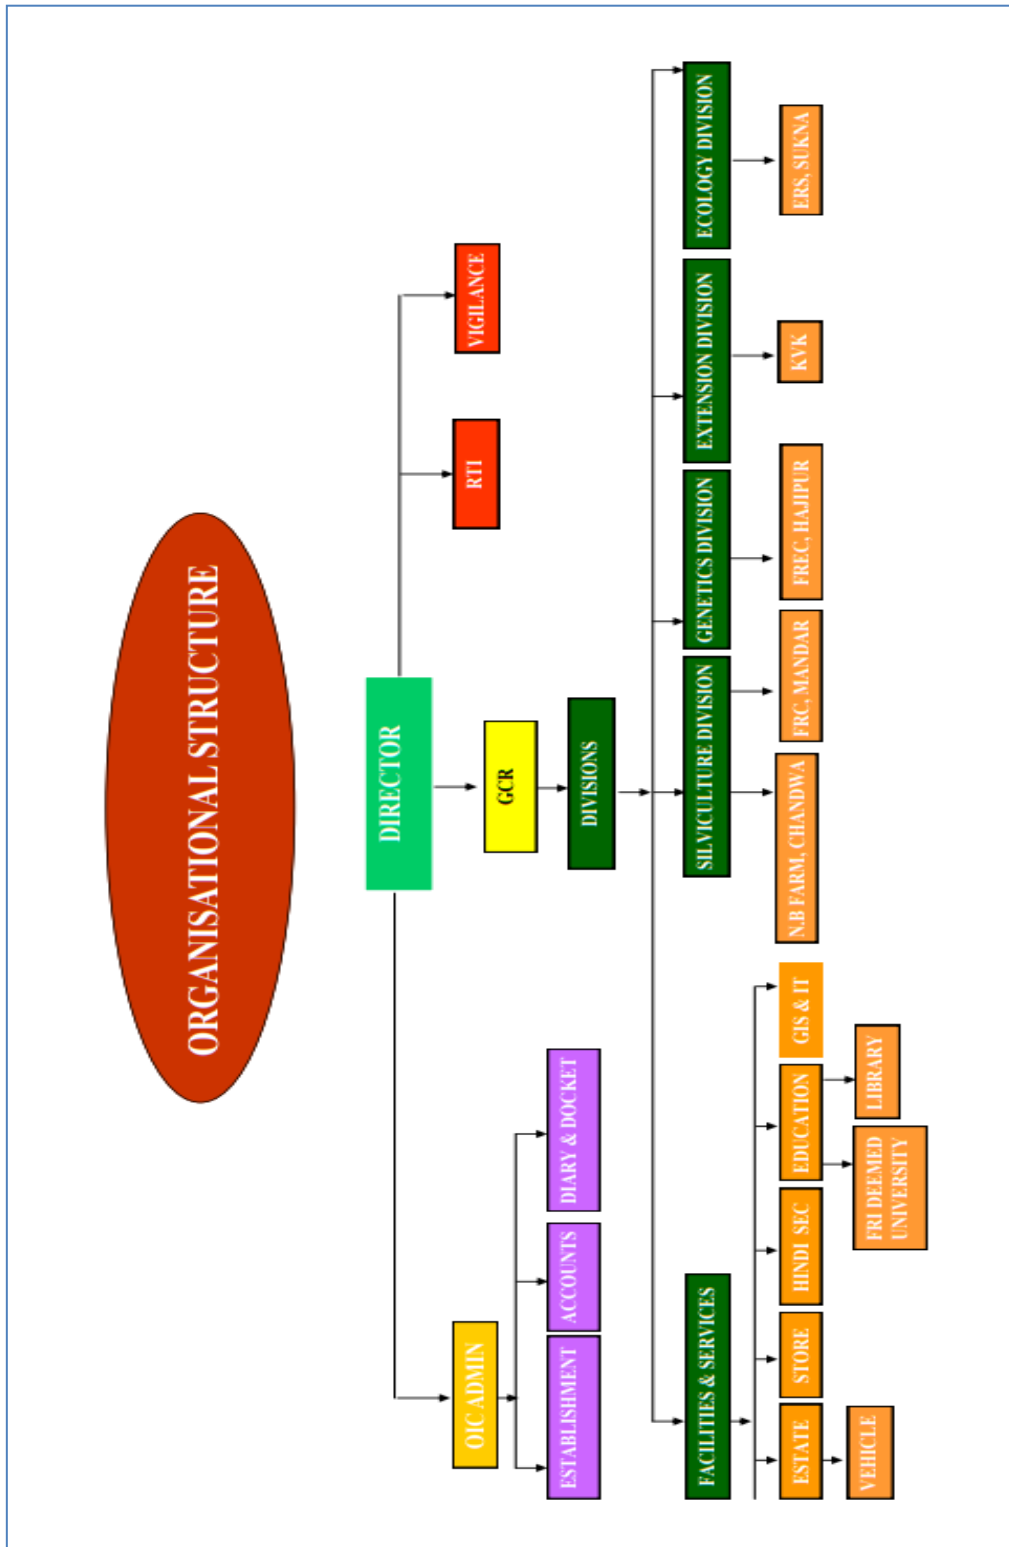 ORGANISATIONAL STRUCTURE
DIRECTOR
OIC ADMIN
RTI
VIGILANCE
GCR
ESTABLISHMENT
ACCOUNTS
DIARY & DOCKET
DIVISIONS
FACILITIES & SERVICES
SILVICULTURE DIVISION
GENETICS DIVISION
EXTENSION DIVISION
ECOLOGY DIVISION
ESTATE
STORE
HINDI SEC
EDUCATION
GIS & IT
N.B FARM, CHANDWA
FRC, MANDAR
FREC, HAJIPUR
KVK
ERS, SUKNA
VEHICLE
FRI DEEMED
UNIVERSITY
LIBRARY